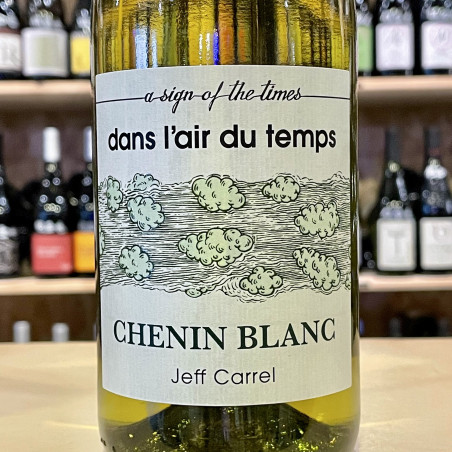 a sign of the times
dans l'air du temps
CHENIN BLANC
Jeff Carrel